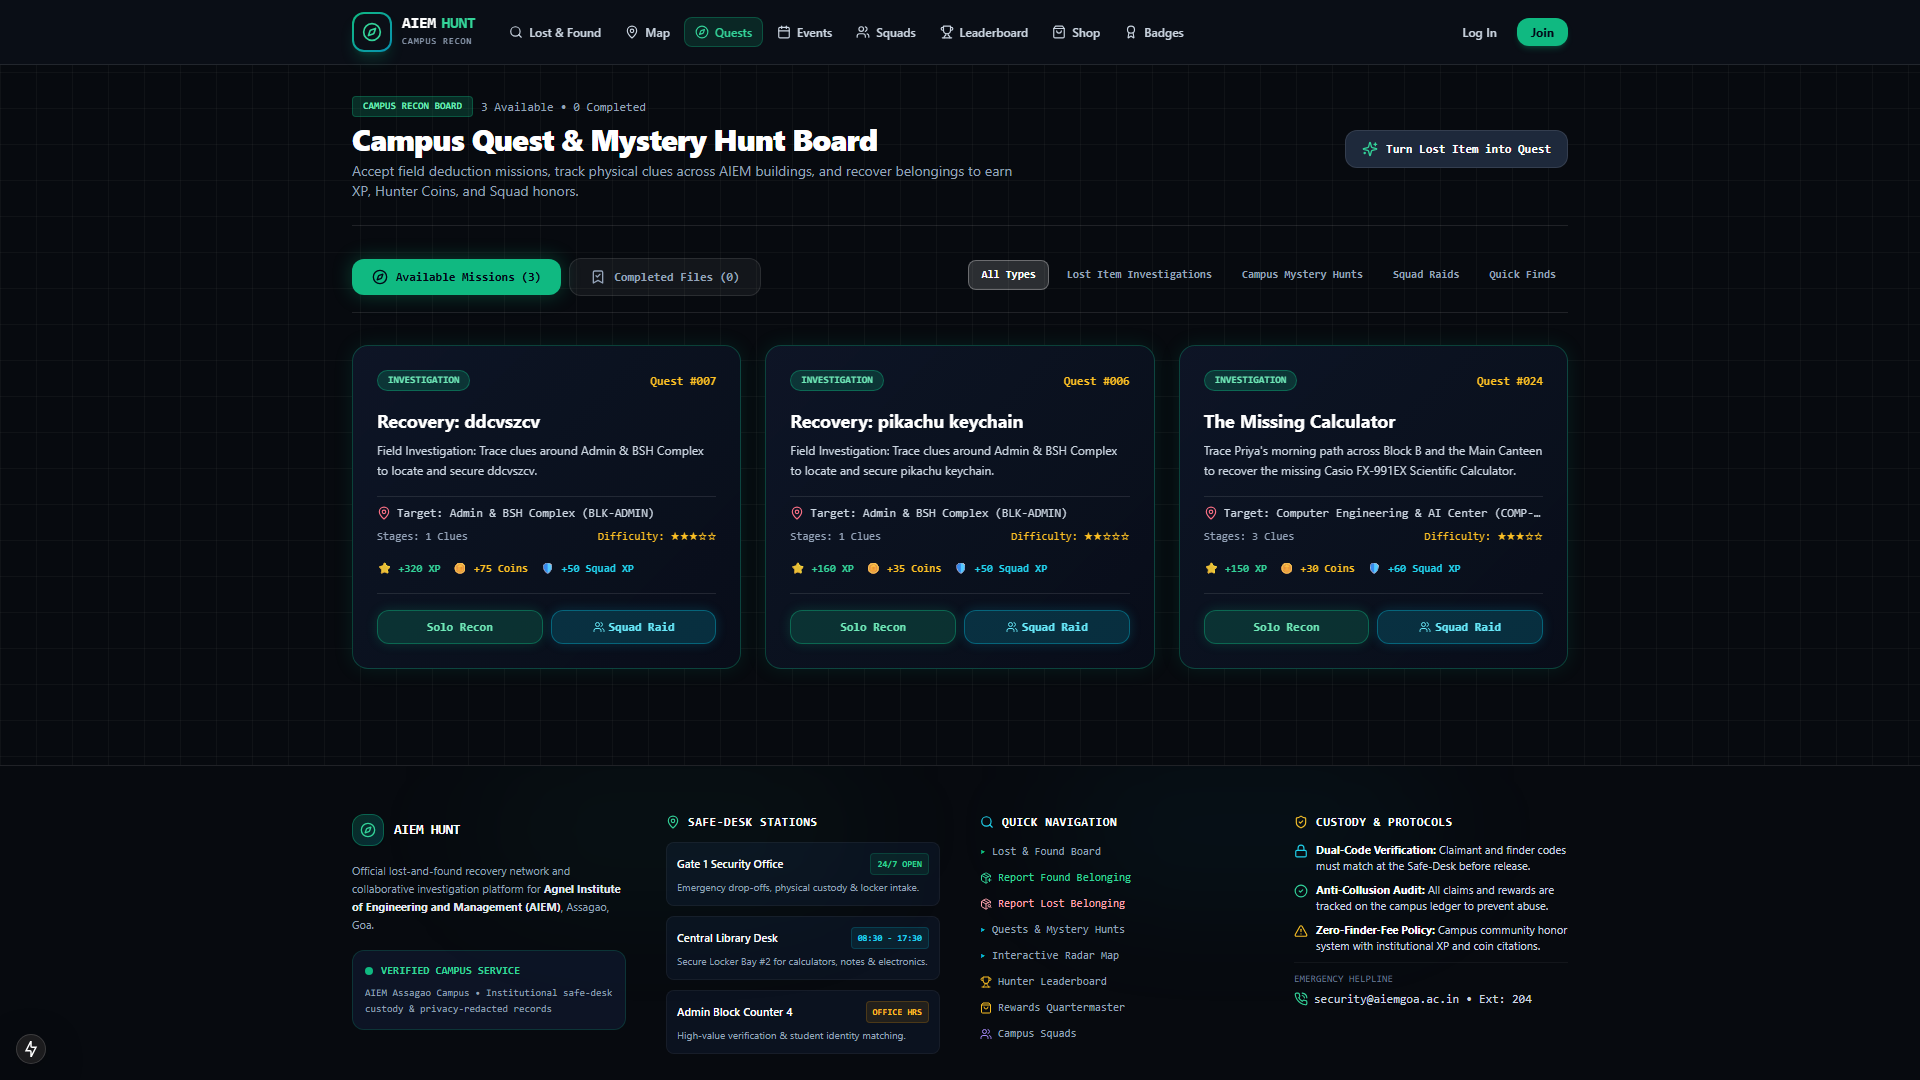 AIEM HUNT
CAMPUS RECON
Lost & Found
Map
Quests
Events
Squads
Leaderboard
Shop
Badges
Log In
Join
CAMPUS RECON BOARD
3 Available • 0 Completed
Campus Quest & Mystery Hunt Board
Accept field deduction missions, track physical clues across AIEM buildings, and recover belongings to earn
XP, Hunter Coins, and Squad honors.
Turn Lost Item into Quest
Available Missions (3)
Completed Files (0)
All Types
Lost Item Investigations
Campus Mystery Hunts
Squad Raids
Quick Finds
INVESTIGATION
Quest #007
Recovery: ddcvszcv
Field Investigation: Trace clues around Admin & BSH Complex
to locate and secure ddcvszcv.
Target: Admin & BSH Complex (BLK-ADMIN)
Stages: 1 Clues
Difficulty: ★★★☆☆
+320 XP
+75 Coins
+50 Squad XP
Solo Recon
Squad Raid
INVESTIGATION
Quest #006
Recovery: pikachu keychain
Field Investigation: Trace clues around Admin & BSH Complex
to locate and secure pikachu keychain.
Target: Admin & BSH Complex (BLK-ADMIN)
Stages: 1 Clues
Difficulty: ★★☆☆☆
+160 XP
+35 Coins
+50 Squad XP
Solo Recon
Squad Raid
INVESTIGATION
Quest #024
The Missing Calculator
Trace Priya's morning path across Block B and the Main Canteen
to recover the missing Casio FX-991EX Scientific Calculator.
Target: Computer Engineering & AI Center (COMP-…
Stages: 3 Clues
Difficulty: ★★★☆☆
+150 XP
+30 Coins
+60 Squad XP
Solo Recon
Squad Raid
AIEM HUNT
Official lost-and-found recovery network and
collaborative investigation platform for Agnel Institute
of Engineering and Management (AIEM), Assagao,
Goa.
VERIFIED CAMPUS SERVICE
AIEM Assagao Campus • Institutional safe-desk
custody & privacy-redacted records
SAFE-DESK STATIONS
Gate 1 Security Office
24/7 OPEN
Emergency drop-offs, physical custody & locker intake.
Central Library Desk
08:30 - 17:30
Secure Locker Bay #2 for calculators, notes & electronics.
Admin Block Counter 4
OFFICE HRS
High-value verification & student identity matching.
QUICK NAVIGATION
Lost & Found Board
Report Found Belonging
Report Lost Belonging
Quests & Mystery Hunts
Interactive Radar Map
Hunter Leaderboard
Rewards Quartermaster
Campus Squads
CUSTODY & PROTOCOLS
Dual-Code Verification: Claimant and finder codes
must match at the Safe-Desk before release.
Anti-Collusion Audit: All claims and rewards are
tracked on the campus ledger to prevent abuse.
Zero-Finder-Fee Policy: Campus community honor
system with institutional XP and coin citations.
EMERGENCY HELPLINE
security@aiemgoa.ac.in • Ext: 204